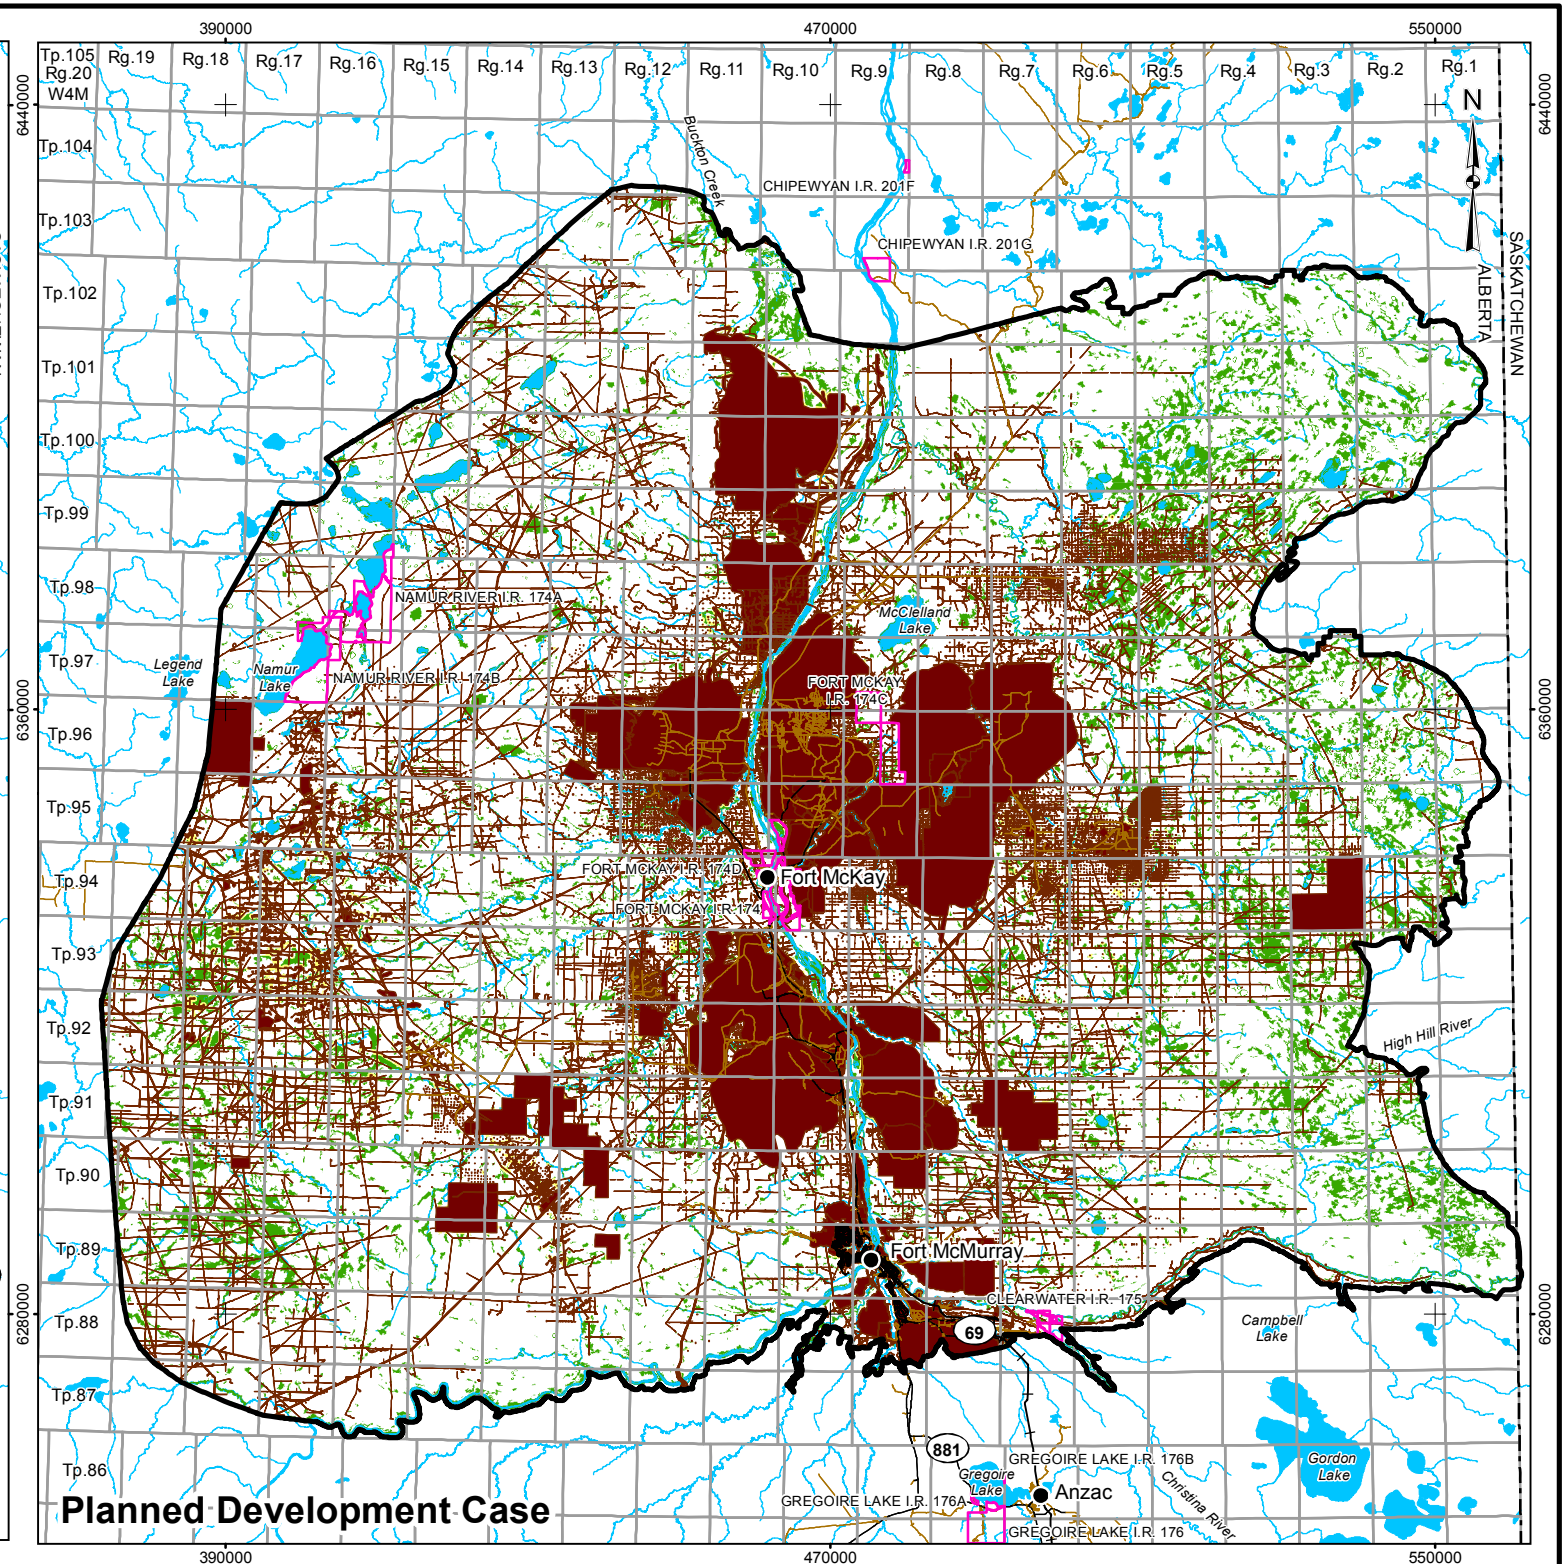 390000
470000
550000
Tp.105
Rg.20
W4M
Rg.19
Rg.18
Rg.17
Rg.16
Rg.15
Rg.14
Rg.13
Rg.12
Rg.11
Rg.10
Rg.9
Rg.8
Rg.7
Rg.6
Rg.5
Rg.4
Rg.3
Rg.2
Rg.1
6440000
6440000
N
Tp.104
Buckton Creek
CHIPEWYAN I.R. 201F
Tp.103
CHIPEWYAN I.R. 201G
SASKATCHEWAN
ALBERTA
Tp.102
Tp.101
Tp.100
Tp.99
Tp.98
NAMUR RIVER I.R. 174A
McClelland
Lake
Tp.97
Legend
Lake
Namur
Lake
NAMUR RIVER I.R. 174B
FORT MCKAY
I.R. 174C
6360000
6360000
Tp.96
Tp.95
Tp.94
FORT MCKAY I.R. 174D
Fort McKay
FORT MCKAY I.R. 174
Tp.93
Tp.92
High Hill River
Tp.91
Tp.90
Tp.89
Fort McMurray
6280000
6280000
CLEARWATER I.R. 175
Tp.88
69
Campbell
Lake
Tp.87
881
GREGOIRE LAKE I.R. 176B
Gordon
Lake
Tp.86
Gregoire
Lake
Christina River
GREGOIRE LAKE I.R. 176A
Anzac
Planned Development Case
GREGOIRE LAKE I.R. 176
390000
470000
550000